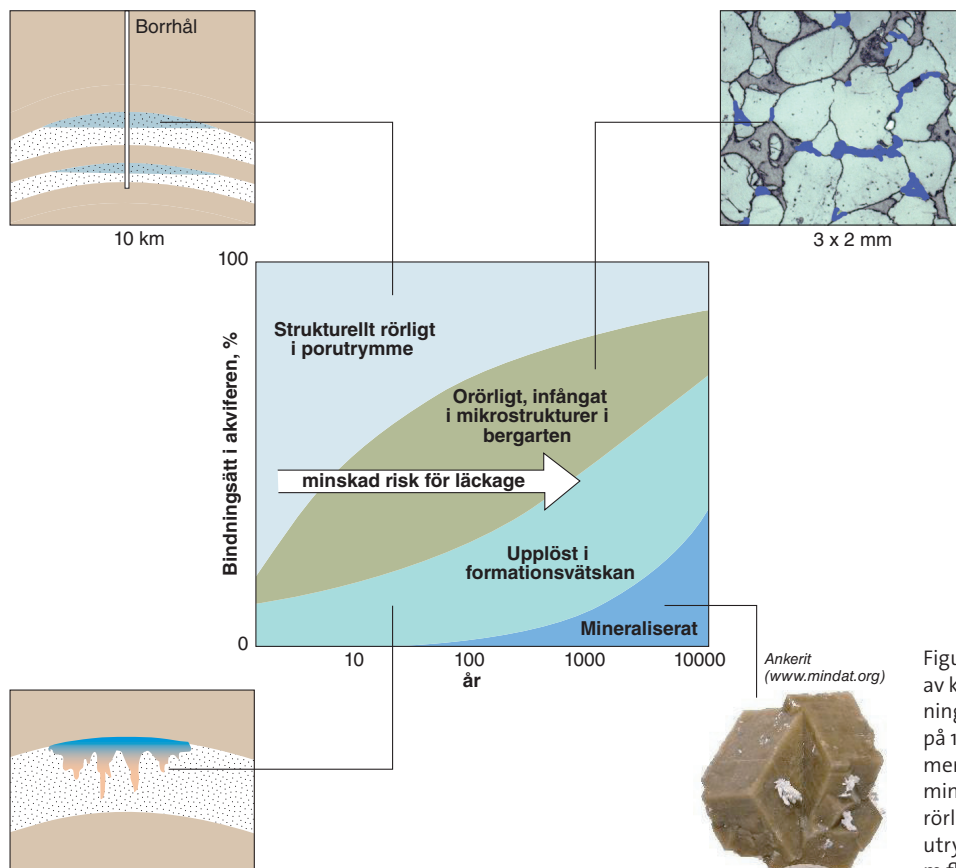 Borrhål
10 km
3 x 2 mm
100
Strukturellt rörligt
i porutrymme
Bindningsätt i akviferen, %
Orörligt, infångat
i mikrostrukturer i
bergarten
minskad risk för läckage
Upplöst i
formationsvätskan
Mineraliserat
0
10
100
1000
10000
år
Ankerit
(www.mindat.org)
Figu
av k
ning
på 1
mer
min
rörl
utry